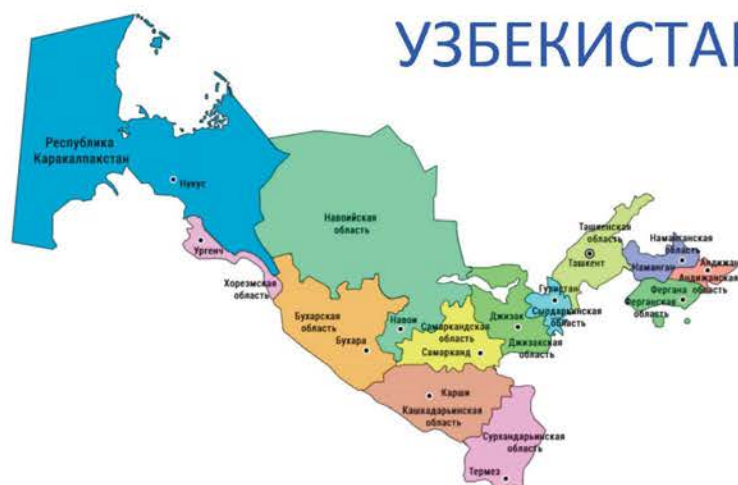 УЗБЕКИСТАН
Республика
Каракалпакстан
Нукус
Навоийская
область
Ургенч
Хорезмская
область
Бухарская
область
Бухара
Навои
Самаркандская
область
Самарканд
Джизак
Джизакская
область
Гулистан
Сырдарьинская
область
Ташкенская
область
Ташкент
Наманганская
область
Наманган
Андижан
Андижанская
область
Фергана
Ферганская
область
Карши
Кашкадарьинская
область
Сурхандарьинская
область
Термез